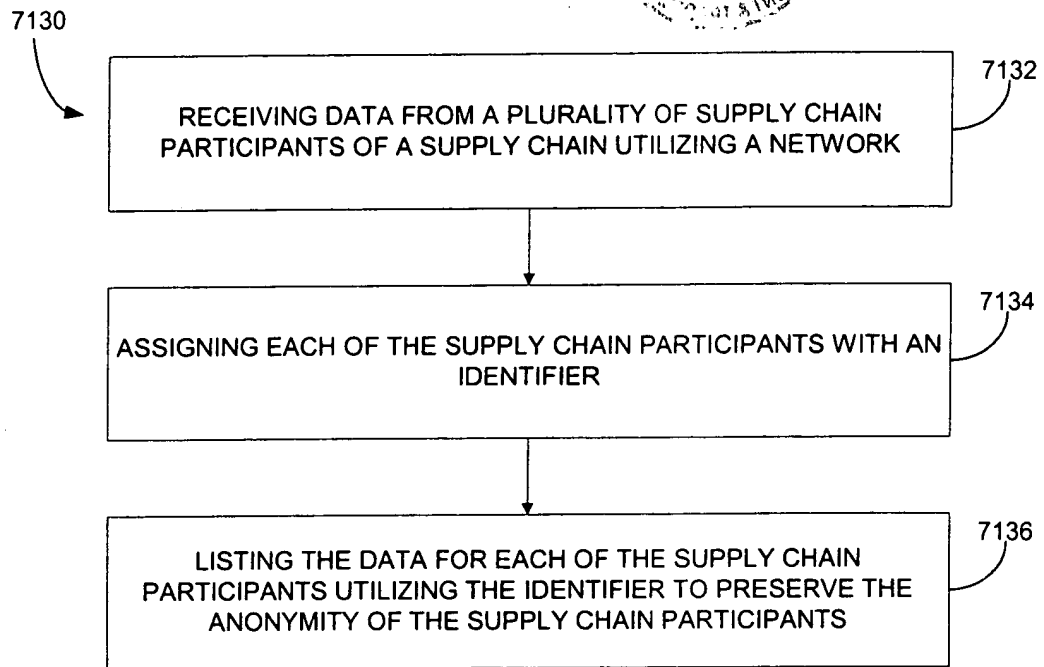 7130
7132
RECEIVING DATA FROM A PLURALITY OF SUPPLY CHAIN
PARTICIPANTS OF A SUPPLY CHAIN UTILIZING A NETWORK
7134
ASSIGNING EACH OF THE SUPPLY CHAIN PARTICIPANTS WITH AN
IDENTIFIER
7136
LISTING THE DATA FOR EACH OF THE SUPPLY CHAIN
PARTICIPANTS UTILIZING THE IDENTIFIER TO PRESERVE THE
ANONYMITY OF THE SUPPLY CHAIN PARTICIPANTS